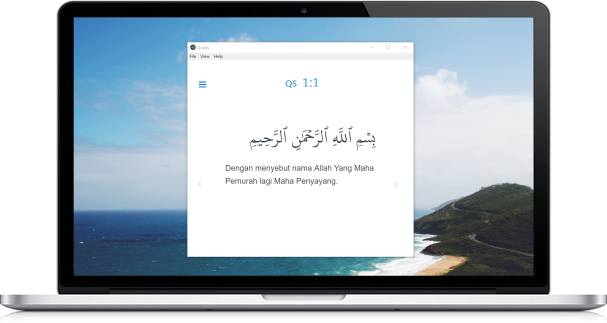 Quran
File View Help
QS 1:1
بِسْمِ ٱللَّهِ ٱلرَّحْمَٰنِ ٱلرَّحِيمِ
Dengan menyebut nama Allah Yang Maha
Pemurah lagi Maha Penyayang.